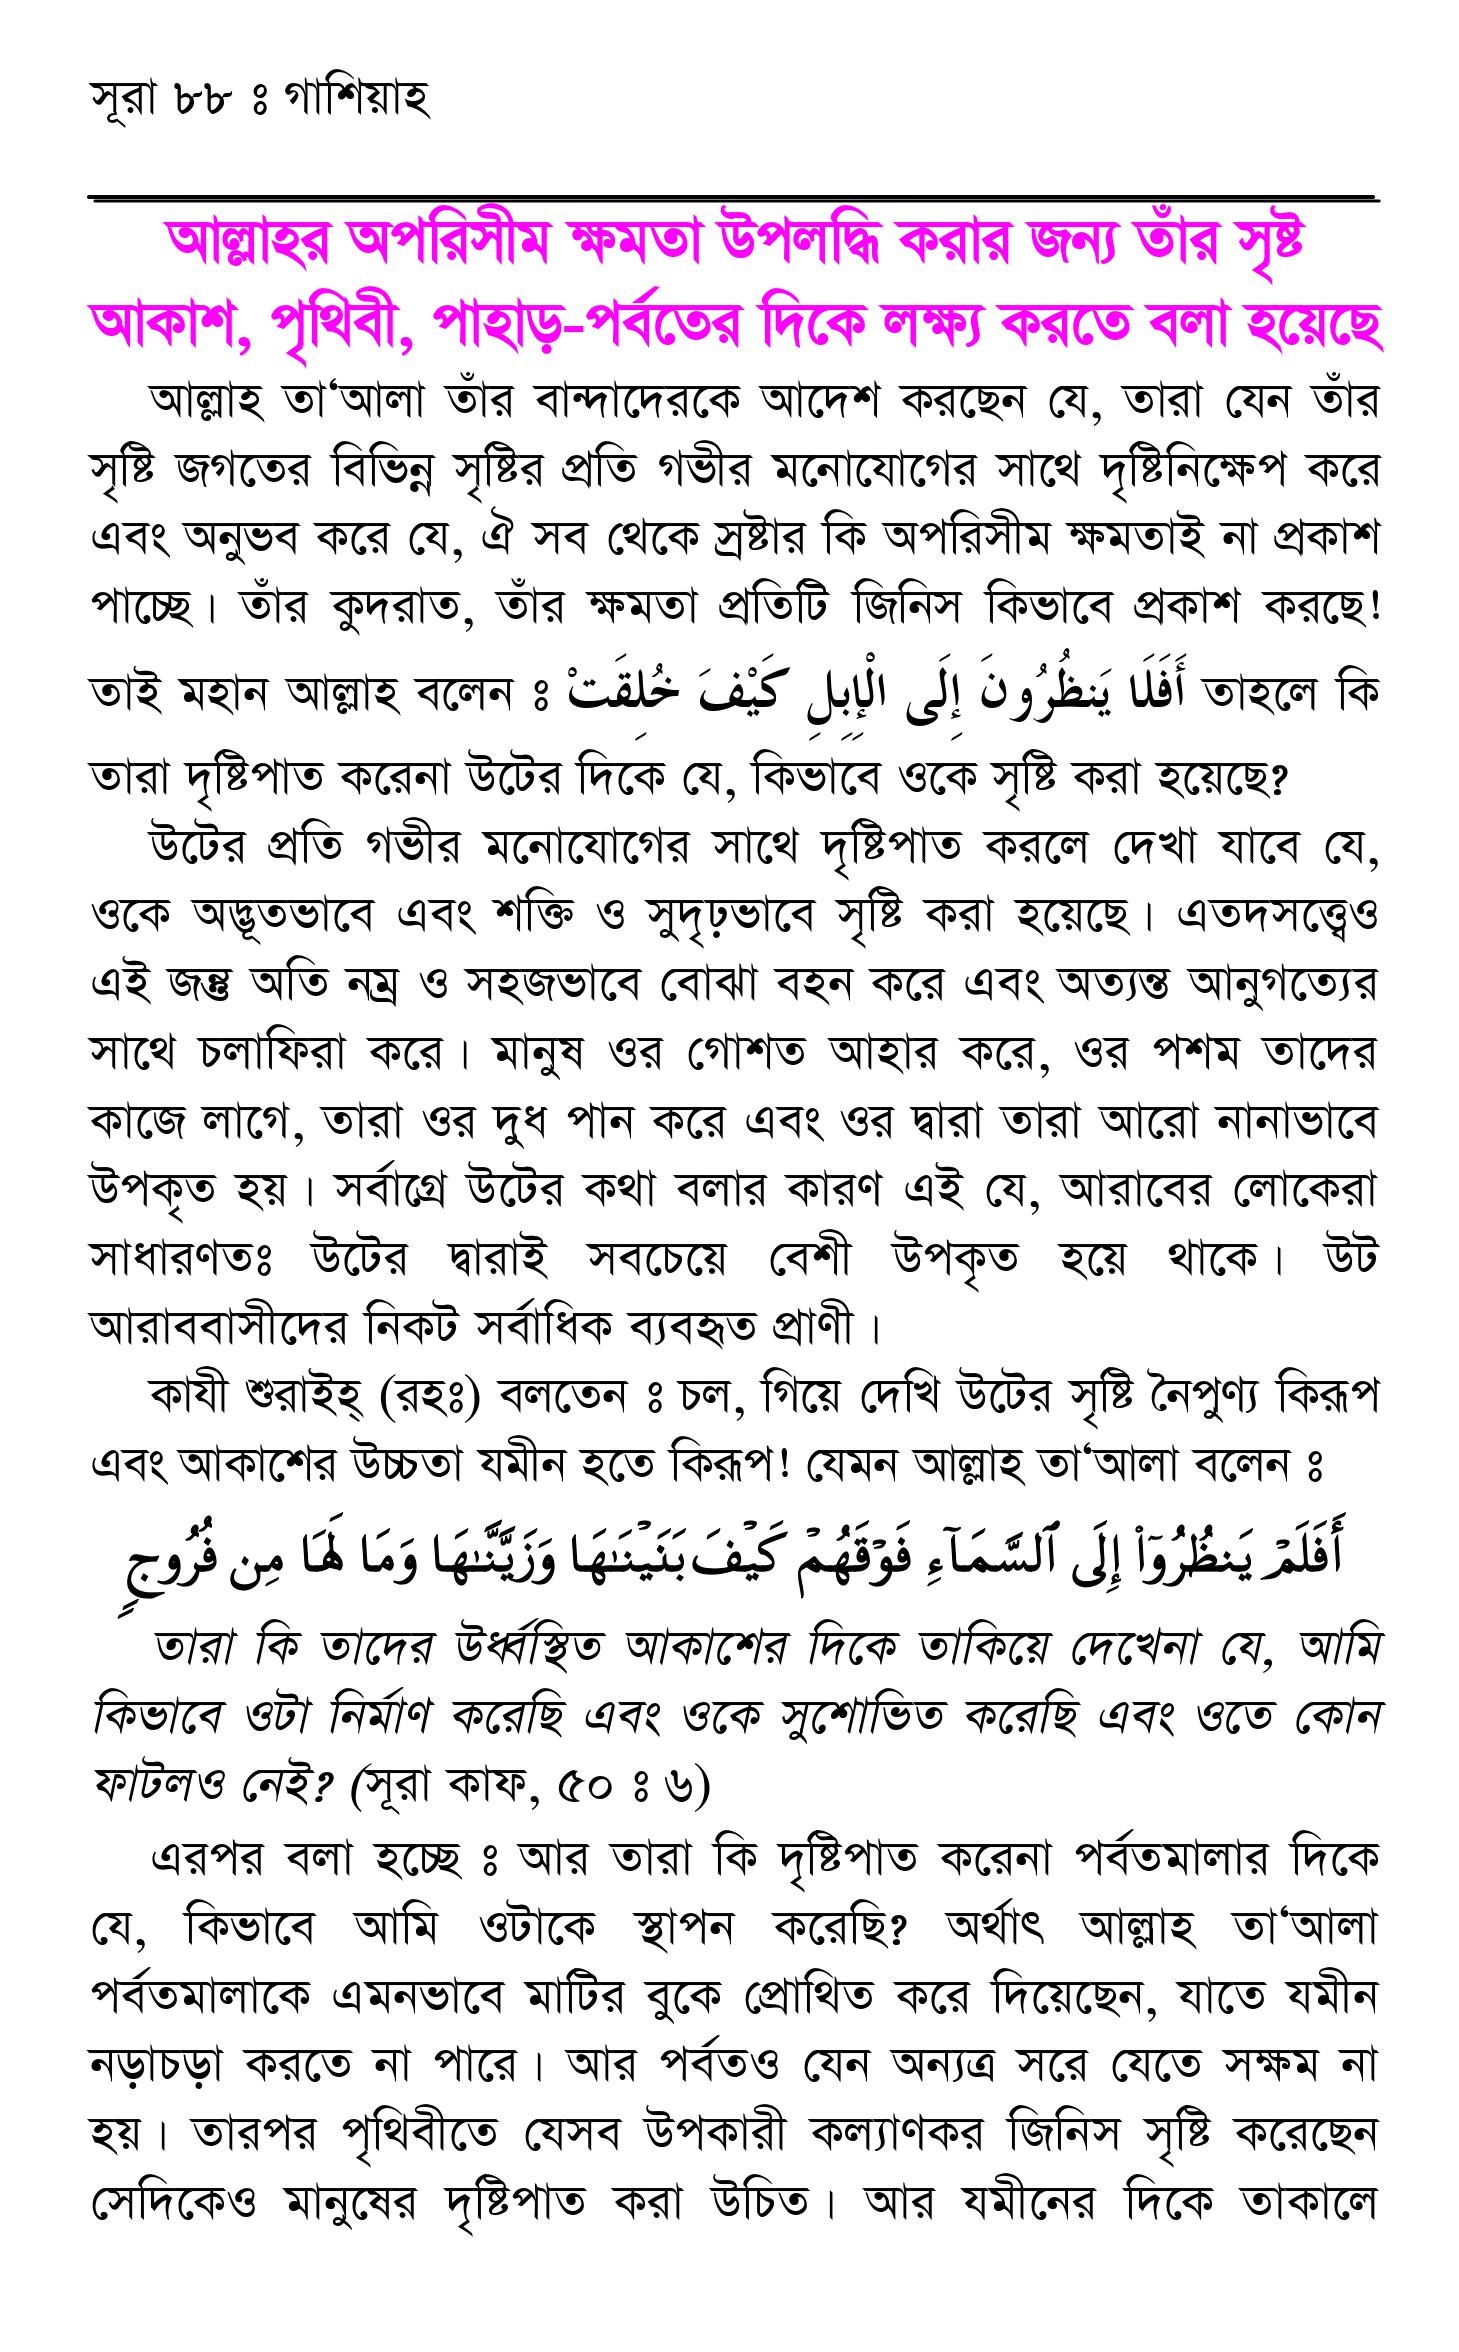 সূরা ৮৮ ঃ গাশিয়াহ
আল্লাহর অপরিসীম ক্ষমতা উপলদ্ধি করার জন্য তাঁর সৃষ্ট
আকাশ, পৃথিবী, পাহাড়-পর্বতের দিকে লক্ষ্য করতে বলা হয়েছে
আল্লাহ তা‘আলা তাঁর বান্দাদেরকে আদেশ করছেন যে, তারা যেন তাঁর
সৃষ্টি জগতের বিভিন্ন সৃষ্টির প্রতি গভীর মনোযোগের সাথে দৃষ্টিনিক্ষেপ করে
এবং অনুভব করে যে, ঐ সব থেকে স্রষ্টার কি অপরিসীম ক্ষমতাই না প্রকাশ
পাচ্ছে। তাঁর কুদরাত, তাঁর ক্ষমতা প্রতিটি জিনিস কিভাবে প্রকাশ করছে!
তাই মহান আল্লাহ বলেন ঃ أَفَلَا يَنظُرُونَ إِلَى الْإِبِلِ كَيْفَ خُلِقَتْ তাহলে কি
তারা দৃষ্টিপাত করেনা উটের দিকে যে, কিভাবে ওকে সৃষ্টি করা হয়েছে?
উটের প্রতি গভীর মনোযোগের সাথে দৃষ্টিপাত করলে দেখা যাবে যে,
ওকে অদ্ভূতভাবে এবং শক্তি ও সুদৃঢ়ভাবে সৃষ্টি করা হয়েছে। এতদসত্ত্বেও
এই জন্তু অতি নম্র ও সহজভাবে বোঝা বহন করে এবং অত্যন্ত আনুগত্যের
সাথে চলাফিরা করে। মানুষ ওর গোশত আহার করে, ওর পশম তাদের
কাজে লাগে, তারা ওর দুধ পান করে এবং ওর দ্বারা তারা আরো নানাভাবে
উপকৃত হয়। সর্বাগ্রে উটের কথা বলার কারণ এই যে, আরাবের লোকেরা
সাধারণতঃ উটের দ্বারাই সবচেয়ে বেশী উপকৃত হয়ে থাকে। উট
আরাববাসীদের নিকট সর্বাধিক ব্যবহৃত প্রাণী।
কাযী শুরাইহ্ (রহঃ) বলতেন ঃ চল, গিয়ে দেখি উটের সৃষ্টি নৈপুণ্য কিরূপ
এবং আকাশের উচ্চতা যমীন হতে কিরূপ! যেমন আল্লাহ তা‘আলা বলেন ঃ
أَفَلَمْ يَنظُرُوٓا۟ إِلَى ٱلسَّمَآءِ فَوْقَهُمْ كَيْفَ بَنَيْنَـٰهَا وَزَيَّنَّـٰهَا وَمَا لَهَا مِن فُرُوجٍ
তারা কি তাদের উর্ধ্বস্থিত আকাশের দিকে তাকিয়ে দেখেনা যে, আমি
কিভাবে ওটা নির্মাণ করেছি এবং ওকে সুশোভিত করেছি এবং ওতে কোন
ফাটলও নেই? (সূরা কাফ, ৫০ ঃ ৬)
এরপর বলা হচ্ছে ঃ আর তারা কি দৃষ্টিপাত করেনা পর্বতমালার দিকে
যে, কিভাবে আমি ওটাকে স্থাপন করেছি? অর্থাৎ আল্লাহ তা‘আলা
পর্বতমালাকে এমনভাবে মাটির বুকে প্রোথিত করে দিয়েছেন, যাতে যমীন
নড়াচড়া করতে না পারে। আর পর্বতও যেন অন্যত্র সরে যেতে সক্ষম না
হয়। তারপর পৃথিবীতে যেসব উপকারী কল্যাণকর জিনিস সৃষ্টি করেছেন
সেদিকেও মানুষের দৃষ্টিপাত করা উচিত। আর যমীনের দিকে তাকালে